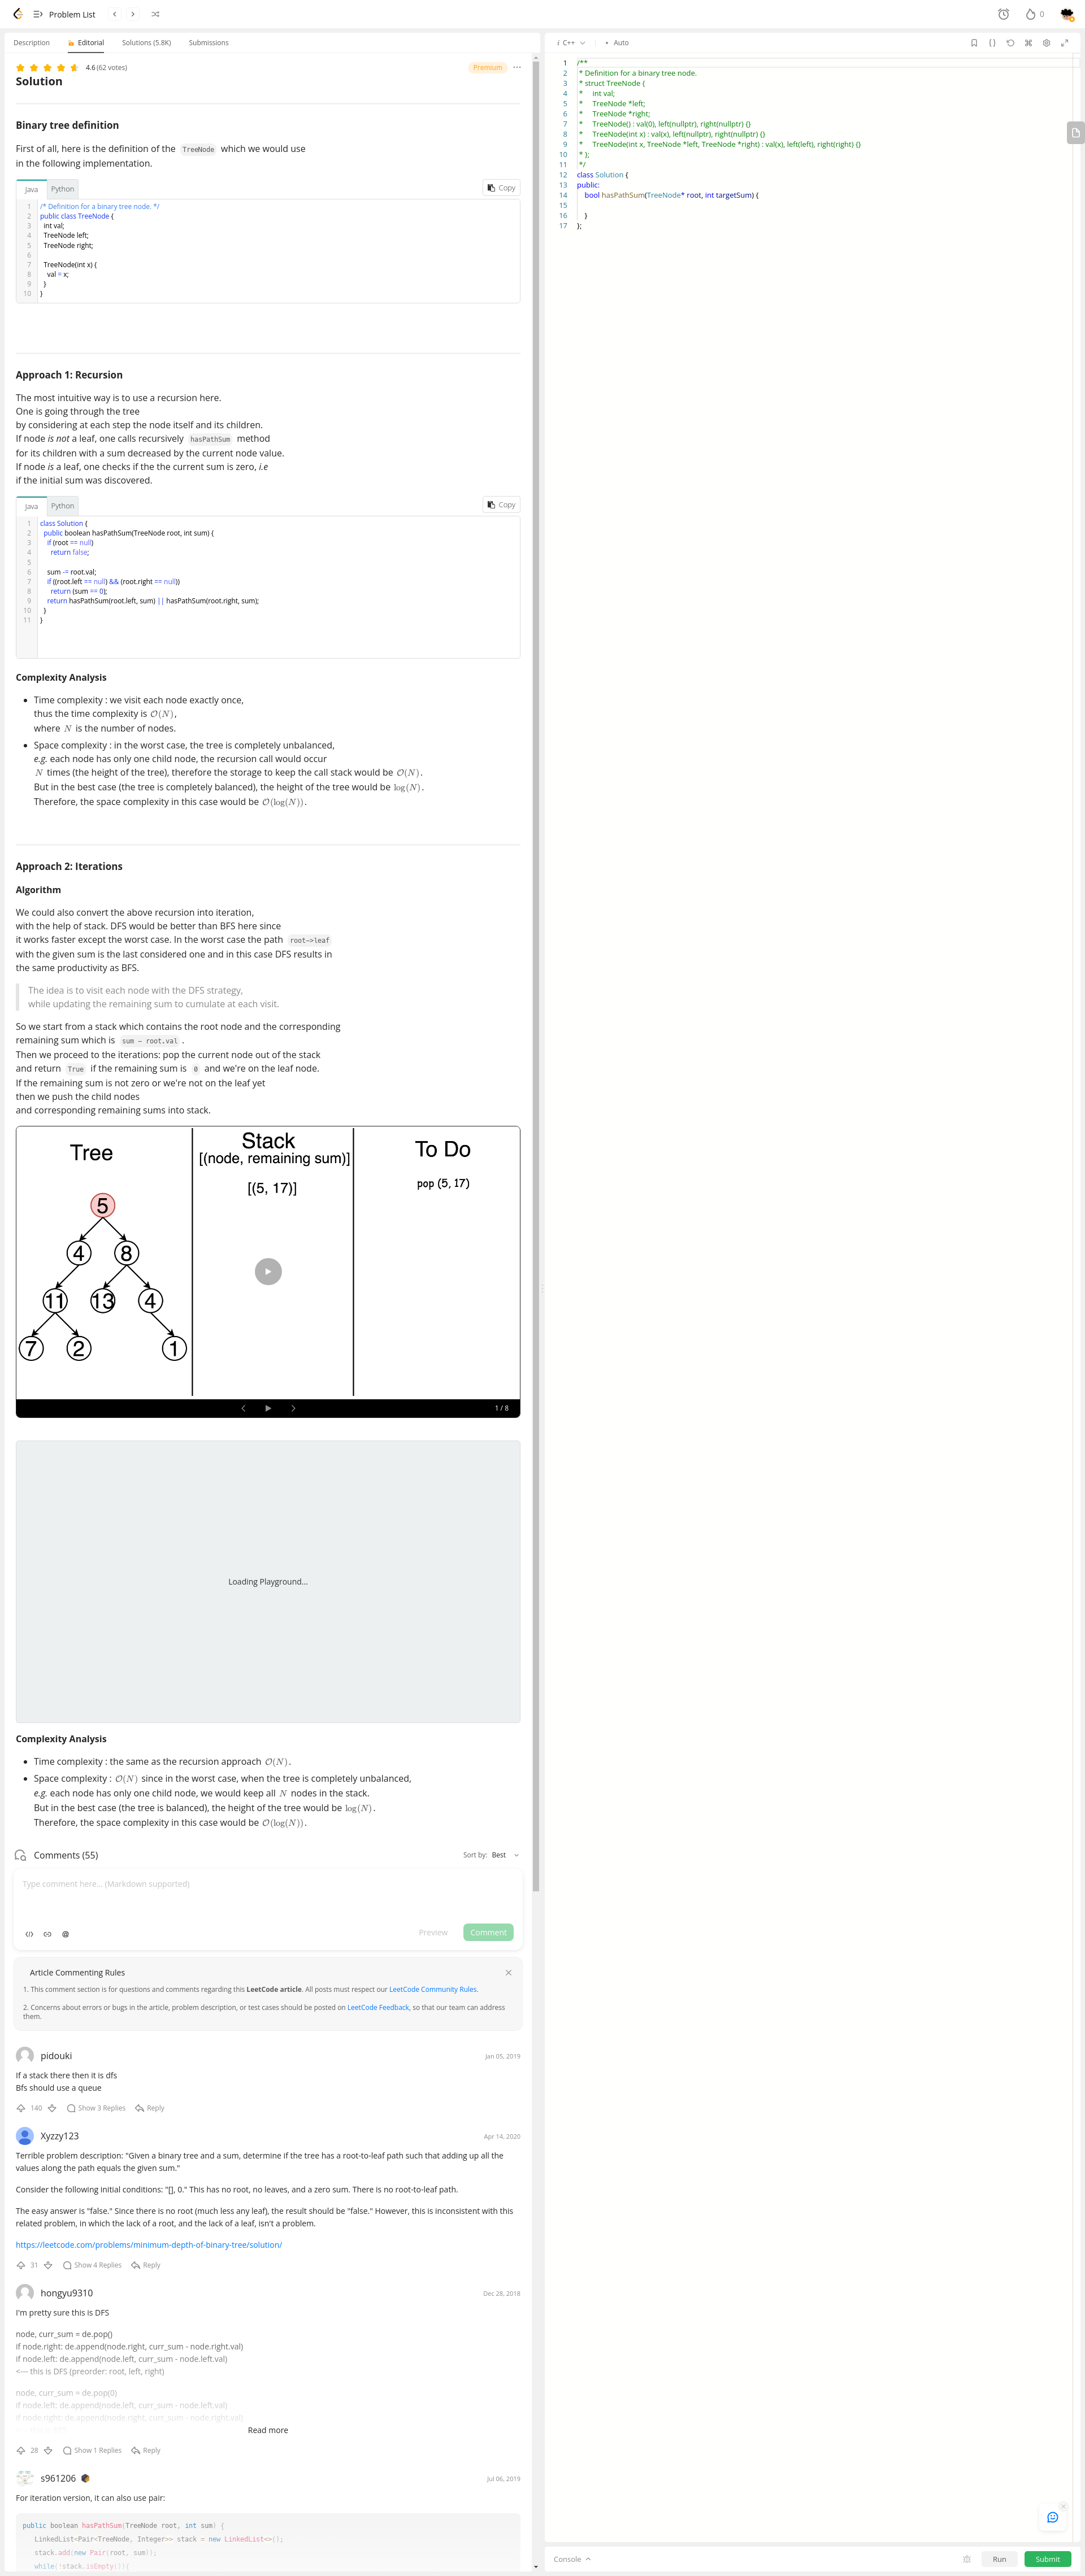 Problem List
0
Description
Editorial
Solutions (5.8K)
Submissions
4.6 (62 votes)
Premium
Solution
Binary tree definition
First of all, here is the definition of the TreeNode which we would use
in the following implementation.
Java
Python
Copy
1 /* Definition for a binary tree node. */
2 public class TreeNode {
3 int val;
4 TreeNode left;
5 TreeNode right;
6
7 TreeNode(int x) {
8 val = x;
9 }
10 }
Approach 1: Recursion
The most intuitive way is to use a recursion here.
One is going through the tree
by considering at each step the node itself and its children.
If node is not a leaf, one calls recursively hasPathSum method
for its children with a sum decreased by the current node value.
If node is a leaf, one checks if the the current sum is zero, i.e
if the initial sum was discovered.
Java
Python
Copy
1 class Solution {
2 public boolean hasPathSum(TreeNode root, int sum) {
3 if (root == null)
4 return false;
5
6 sum -= root.val;
7 if ((root.left == null) && (root.right == null))
8 return (sum == 0);
9 return hasPathSum(root.left, sum) || hasPathSum(root.right, sum);
10 }
11 }
Complexity Analysis
• Time complexity : we visit each node exactly once,
thus the time complexity is O(N),
where N is the number of nodes.
• Space complexity : in the worst case, the tree is completely unbalanced,
e.g. each node has only one child node, the recursion call would occur
N times (the height of the tree), therefore the storage to keep the call stack would be O(N).
But in the best case (the tree is completely balanced), the height of the tree would be log(N).
Therefore, the space complexity in this case would be O(log(N)).
Approach 2: Iterations
Algorithm
We could also convert the above recursion into iteration,
with the help of stack. DFS would be better than BFS here since
it works faster except the worst case. In the worst case the path root->leaf
with the given sum is the last considered one and in this case DFS results in
the same productivity as BFS.
The idea is to visit each node with the DFS strategy,
while updating the remaining sum to cumulate at each visit.
So we start from a stack which contains the root node and the corresponding
remaining sum which is sum - root.val .
Then we proceed to the iterations: pop the current node out of the stack
and return True if the remaining sum is 0 and we're on the leaf node.
If the remaining sum is not zero or we're not on the leaf yet
then we push the child nodes
and corresponding remaining sums into stack.
Tree
Stack
[(node, remaining sum)]
To Do
[(5, 17)]
pop (5, 17)
5
4
8
11
13
4
7
2
1
1 / 8
Loading Playground...
Complexity Analysis
• Time complexity : the same as the recursion approach O(N).
• Space complexity : O(N) since in the worst case, when the tree is completely unbalanced,
e.g. each node has only one child node, we would keep all N nodes in the stack.
But in the best case (the tree is balanced), the height of the tree would be log(N).
Therefore, the space complexity in this case would be O(log(N)).
Comments (55)
Sort by: Best
Type comment here... (Markdown supported)
Preview
Comment
Article Commenting Rules
1. This comment section is for questions and comments regarding this LeetCode article. All posts must respect our LeetCode Community Rules.
2. Concerns about errors or bugs in the article, problem description, or test cases should be posted on LeetCode Feedback, so that our team can address
them.
pidouki
Jan 05, 2019
If a stack there then it is dfs
Bfs should use a queue
140
Show 3 Replies
Reply
Xyzzy123
Apr 14, 2020
Terrible problem description: "Given a binary tree and a sum, determine if the tree has a root-to-leaf path such that adding up all the
values along the path equals the given sum."
Consider the following initial conditions: "[], 0." This has no root, no leaves, and a zero sum. There is no root-to-leaf path.
The easy answer is "false." Since there is no root (much less any leaf), the result should be "false." However, this is inconsistent with this
related problem, in which the lack of a root, and the lack of a leaf, isn't a problem.
https://leetcode.com/problems/minimum-depth-of-binary-tree/solution/
31
Show 4 Replies
Reply
hongyu9310
Dec 28, 2018
I'm pretty sure this is DFS
node, curr_sum = de.pop()
if node.right: de.append(node.right, curr_sum - node.right.val)
if node.left: de.append(node.left, curr_sum - node.left.val)
<--- this is DFS (preorder: root, left, right)
node, curr_sum = de.pop(0)
if node.left: de.append(node.left, curr_sum - node.left.val)
if node.right: de.append(node.right, curr_sum - node.right.val)
Read more
28
Show 1 Replies
Reply
s961206
Jul 06, 2019
For iteration version, it can also use pair:
public boolean hasPathSum(TreeNode root, int sum) {
LinkedList<Pair<TreeNode, Integer>> stack = new LinkedList<>();
stack.add(new Pair(root, sum));
while(!stack.isEmpty()){
C++
Auto
1 /**
2 * Definition for a binary tree node.
3 * struct TreeNode {
4 * int val;
5 * TreeNode *left;
6 * TreeNode *right;
7 * TreeNode() : val(0), left(nullptr), right(nullptr) {}
8 * TreeNode(int x) : val(x), left(nullptr), right(nullptr) {}
9 * TreeNode(int x, TreeNode *left, TreeNode *right) : val(x), left(left), right(right) {}
10 * };
11 */
12 class Solution {
13 public:
14 bool hasPathSum(TreeNode* root, int targetSum) {
15
16 }
17 };
Console
Run
Submit